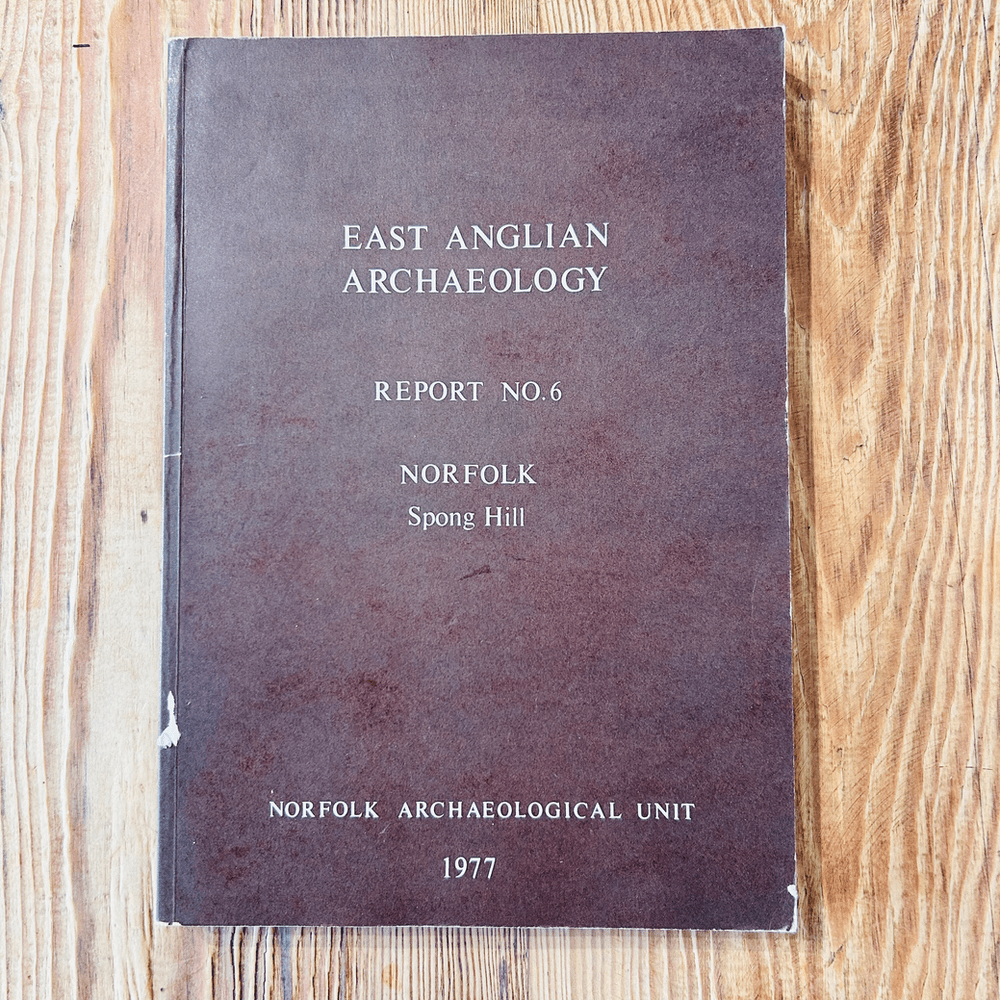 EAST ANGLIAN
ARCHAEOLOGY
REPORT NO.6
NORFOLK
Spong Hill
NORFOLK ARCHAEOLOGICAL UNIT
1977